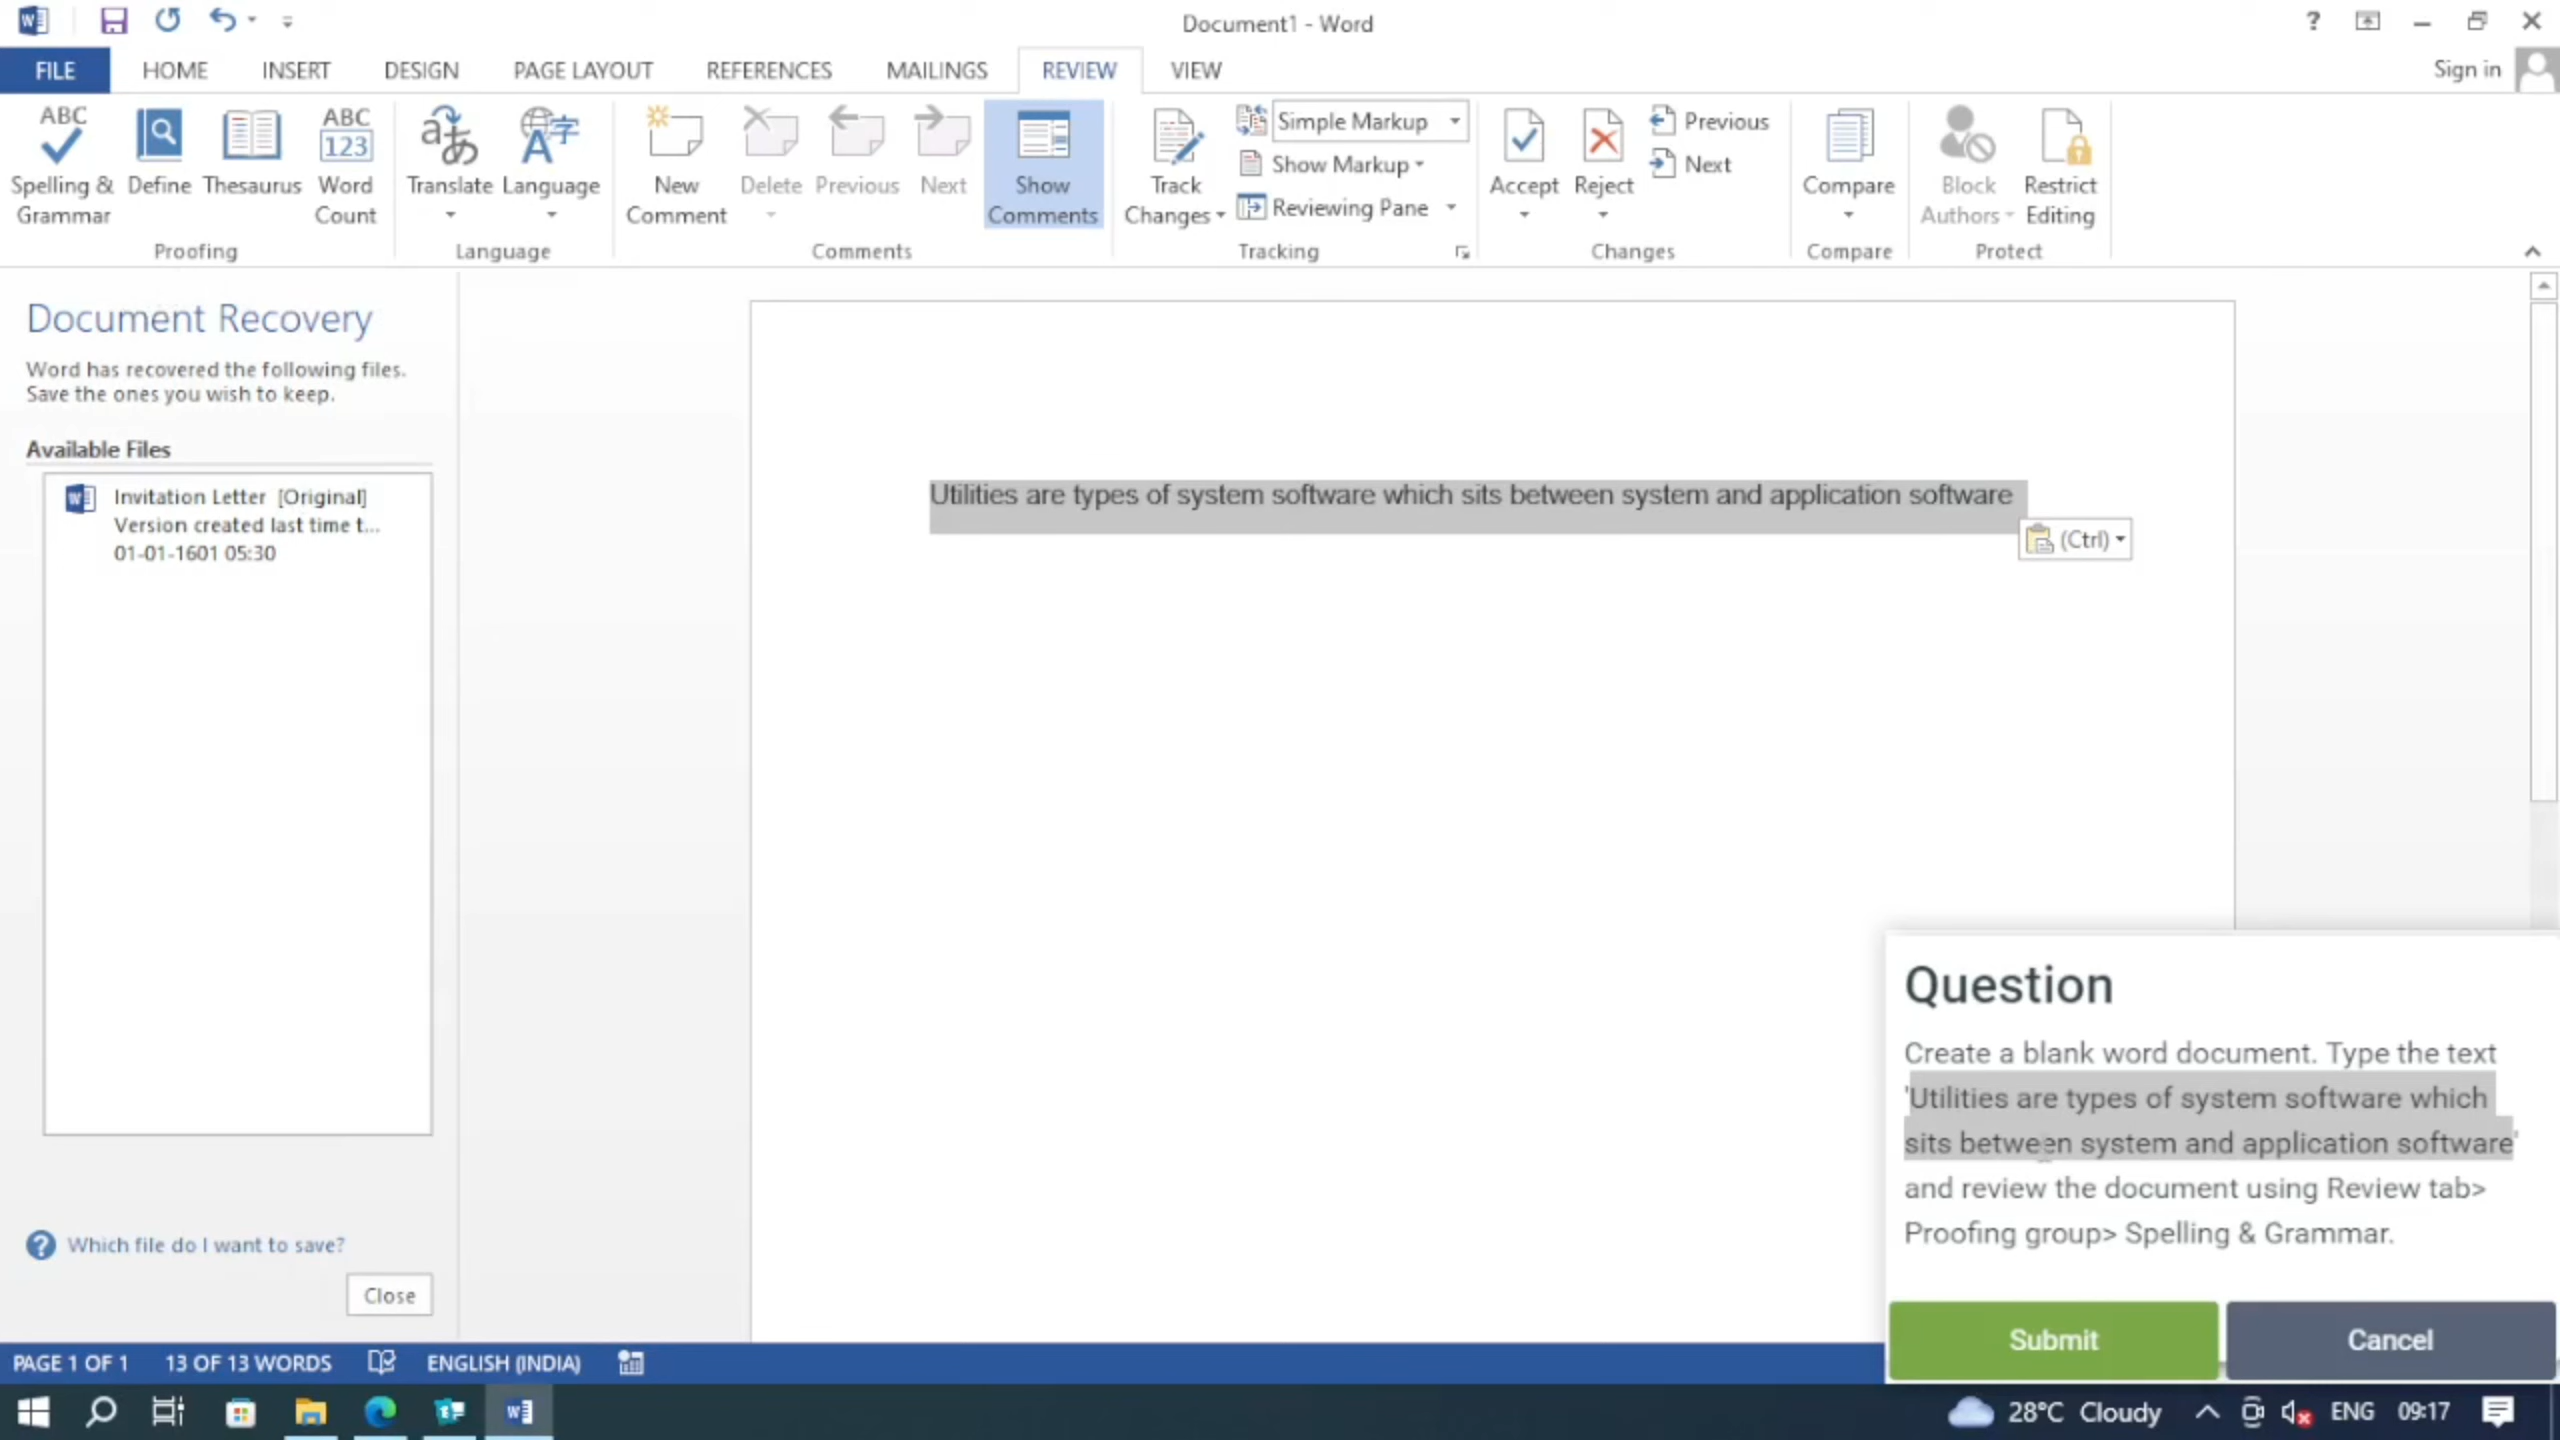 Document1 - Word
FILE HOME INSERT DESIGN PAGE LAYOUT REFERENCES MAILINGS REVIEW VIEW Sign in
ABC
Spelling &
Grammar
Define
Thesaurus
ABC
123
Word
Count
Proofing
Translate
Language
Language
New
Comment
Delete
Previous
Next
Show
Comments
Comments
Track
Changes
Simple Markup
Show Markup
Reviewing Pane
Tracking
Accept
Reject
Previous
Next
Changes
Compare
Compare
Block
Authors
Restrict
Editing
Protect
Document Recovery
Word has recovered the following files.
Save the ones you wish to keep.
Available Files
Invitation Letter [Original]
Version created last time t...
01-01-1601 05:30
Which file do I want to save?
Close
Utilities are types of system software which sits between system and application software
(Ctrl)
Question
Create a blank word document. Type the text
'Utilities are types of system software which
sits between system and application software'
and review the document using Review tab>
Proofing group> Spelling & Grammar.
Submit
Cancel
PAGE 1 OF 1 13 OF 13 WORDS ENGLISH (INDIA)
28°C Cloudy ENG 09:17